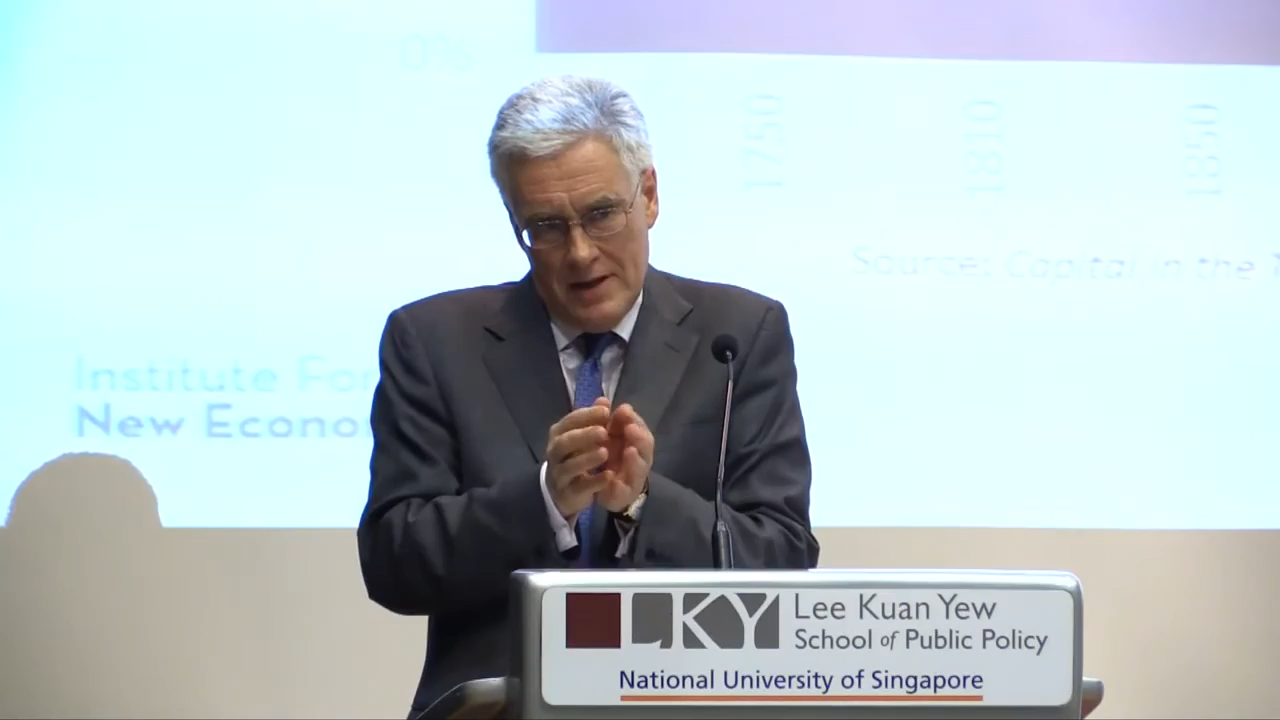 0%
1750
1810
1850
Source: Capital in the
Institute For
New Econo
LKY
Lee Kuan Yew
School of Public Policy
National University of Singapore